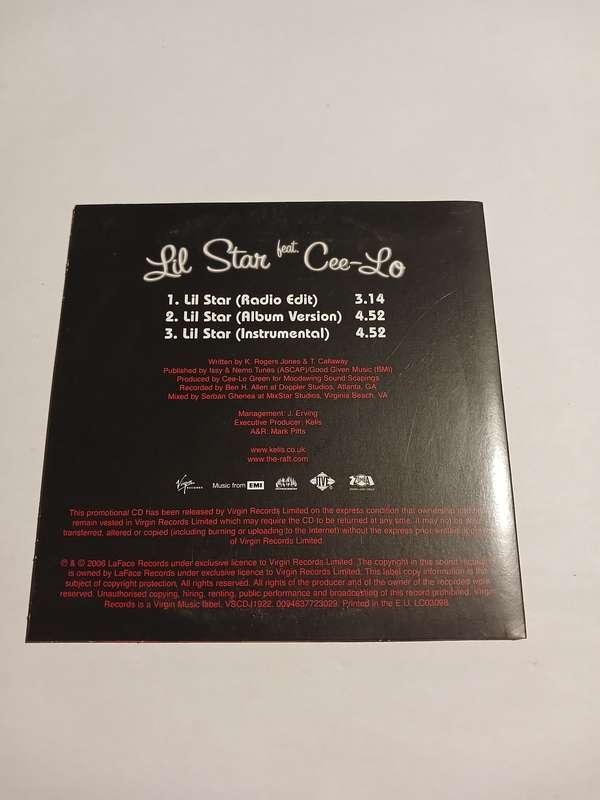 Lil Star feat. Cee-Lo
1. Lil Star (Radio Edit) 3.14
2. Lil Star (Album Version) 4.52
3. Lil Star (Instrumental) 4.52
Written by K. Rogers Jones & T. Callaway
Published by Issy & Nemo Tunes (ASCAP)/Good Given Music (BMI)
Produced by Cee-Lo Green for Moodswing Sound Scapings
Recorded by Ben H. Allen at Doppler Studios, Atlanta, GA
Mixed by Serban Ghenea at MixStar Studios, Virginia Beach, VA
Management: J. Erving
Executive Producer: Kelis
A&R: Mark Pitts
www.kelis.co.uk
www.the-raft.com
Virgin RECORDS Music from EMI JIVE ZOMBA
This promotional CD has been released by Virgin Records Limited on the express condition that ownership
remain vested in Virgin Records Limited which may require the CD to be returned at any time. It may not be
transferred, altered or copied (including burning or uploading to the internet) without the express prior written
of Virgin Records Limited.
℗ & © 2006 LaFace Records under exclusive licence to Virgin Records Limited. The copyright in this sound
is owned by LaFace Records under exclusive licence to Virgin Records Limited. This label copy information is the
subject of copyright protection. All rights reserved. All rights of the producer and of the owner of the recorded work
reserved. Unauthorised copying, hiring, renting, public performance and broadcasting of this record prohibited. Virgin
Records is a Virgin Music label. VSCDJ1922. 0094637723029. Printed in the E.U. LC03098